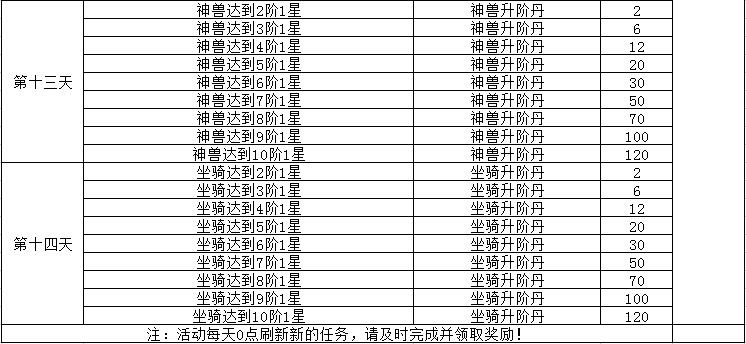 第十三天
神兽达到2阶1星 神兽升阶丹 2
神兽达到3阶1星 神兽升阶丹 6
神兽达到4阶1星 神兽升阶丹 12
神兽达到5阶1星 神兽升阶丹 20
神兽达到6阶1星 神兽升阶丹 30
神兽达到7阶1星 神兽升阶丹 50
神兽达到8阶1星 神兽升阶丹 70
神兽达到9阶1星 神兽升阶丹 100
神兽达到10阶1星 神兽升阶丹 120
第十四天
坐骑达到2阶1星 坐骑升阶丹 2
坐骑达到3阶1星 坐骑升阶丹 6
坐骑达到4阶1星 坐骑升阶丹 12
坐骑达到5阶1星 坐骑升阶丹 20
坐骑达到6阶1星 坐骑升阶丹 30
坐骑达到7阶1星 坐骑升阶丹 50
坐骑达到8阶1星 坐骑升阶丹 70
坐骑达到9阶1星 坐骑升阶丹 100
坐骑达到10阶1星 坐骑升阶丹 120
注：活动每天0点刷新新的任务，请及时完成并领取奖励！